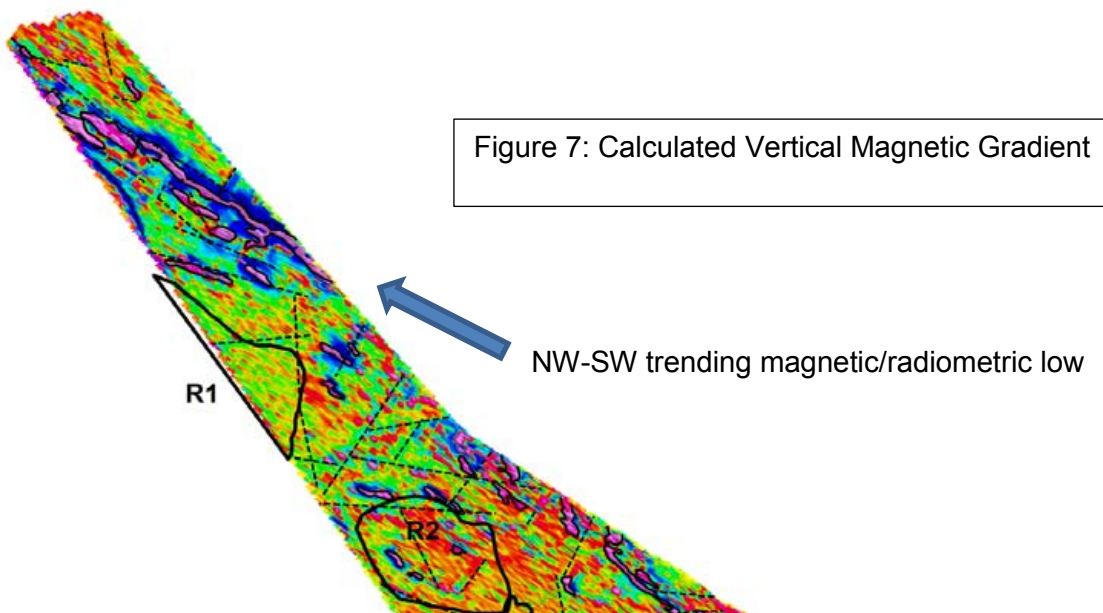 Figure 7: Calculated Vertical Magnetic Gradient
NW-SW trending magnetic/radiometric low
R1
R2